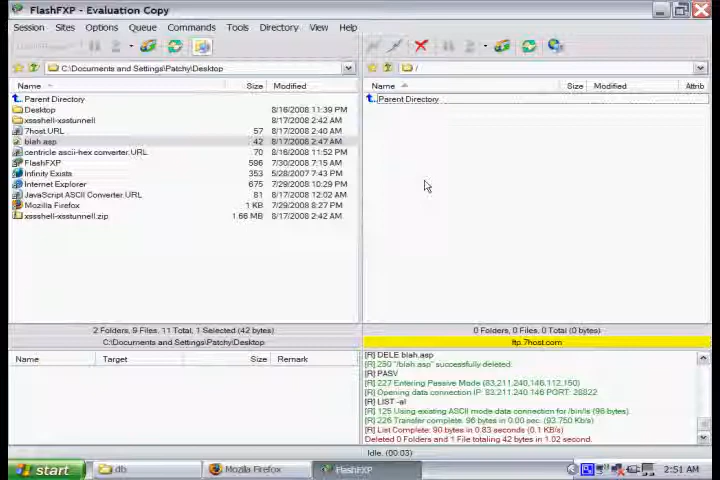 FlashFXP - Evaluation Copy
Session Sites Options Queue Commands Tools Directory View Help
C:\Documents and Settings\Patchy\Desktop
/
Name Size Modified
Name Size Modified Attrib
Parent Directory
Parent Directory
Desktop 8/16/2008 11:39 PM
xssshell-xsstunnell 8/17/2008 2:42 AM
7host.URL 57 8/17/2008 2:40 AM
blah.asp 42 8/17/2008 2:47 AM
centricle ascii-hex converter.URL 70 8/16/2008 11:52 PM
FlashFXP 596 7/30/2008 7:15 AM
Infinity Exists 353 5/28/2007 7:43 PM
Internet Explorer 675 7/29/2008 10:29 PM
JavaScript ASCII Converter.URL 81 8/17/2008 12:02 AM
Mozilla Firefox 1 KB 7/29/2008 8:27 PM
xssshell-xsstunnell.zip 1.66 MB 8/17/2008 2:42 AM
2 Folders, 9 Files, 11 Total, 1 Selected (42 bytes)
0 Folders, 0 Files, 0 Total (0 bytes)
C:\Documents and Settings\Patchy\Desktop
ftp.7host.com
Name Target Size Remark
[R] DELE blah.asp
[R] 250 "/blah.asp" successfully deleted.
[R] PASV
[R] 227 Entering Passive Mode (83,211,240,146,112,150)
[R] Opening data connection IP: 83.211.240.146 PORT: 28822
[R] LIST -al
[R] 125 Using existing ASCII mode data connection for /bin/ls (96 bytes).
[R] 226 Transfer complete. 96 bytes in 0.00 sec. (93.750 Kb/s)
[R] List Complete: 90 bytes in 0.83 seconds (0.1 KB/s)
Deleted 0 Folders and 1 File totaling 42 bytes in 1.02 second.
Idle. (00:03)
start db Mozilla Firefox FlashFXP 2:51 AM